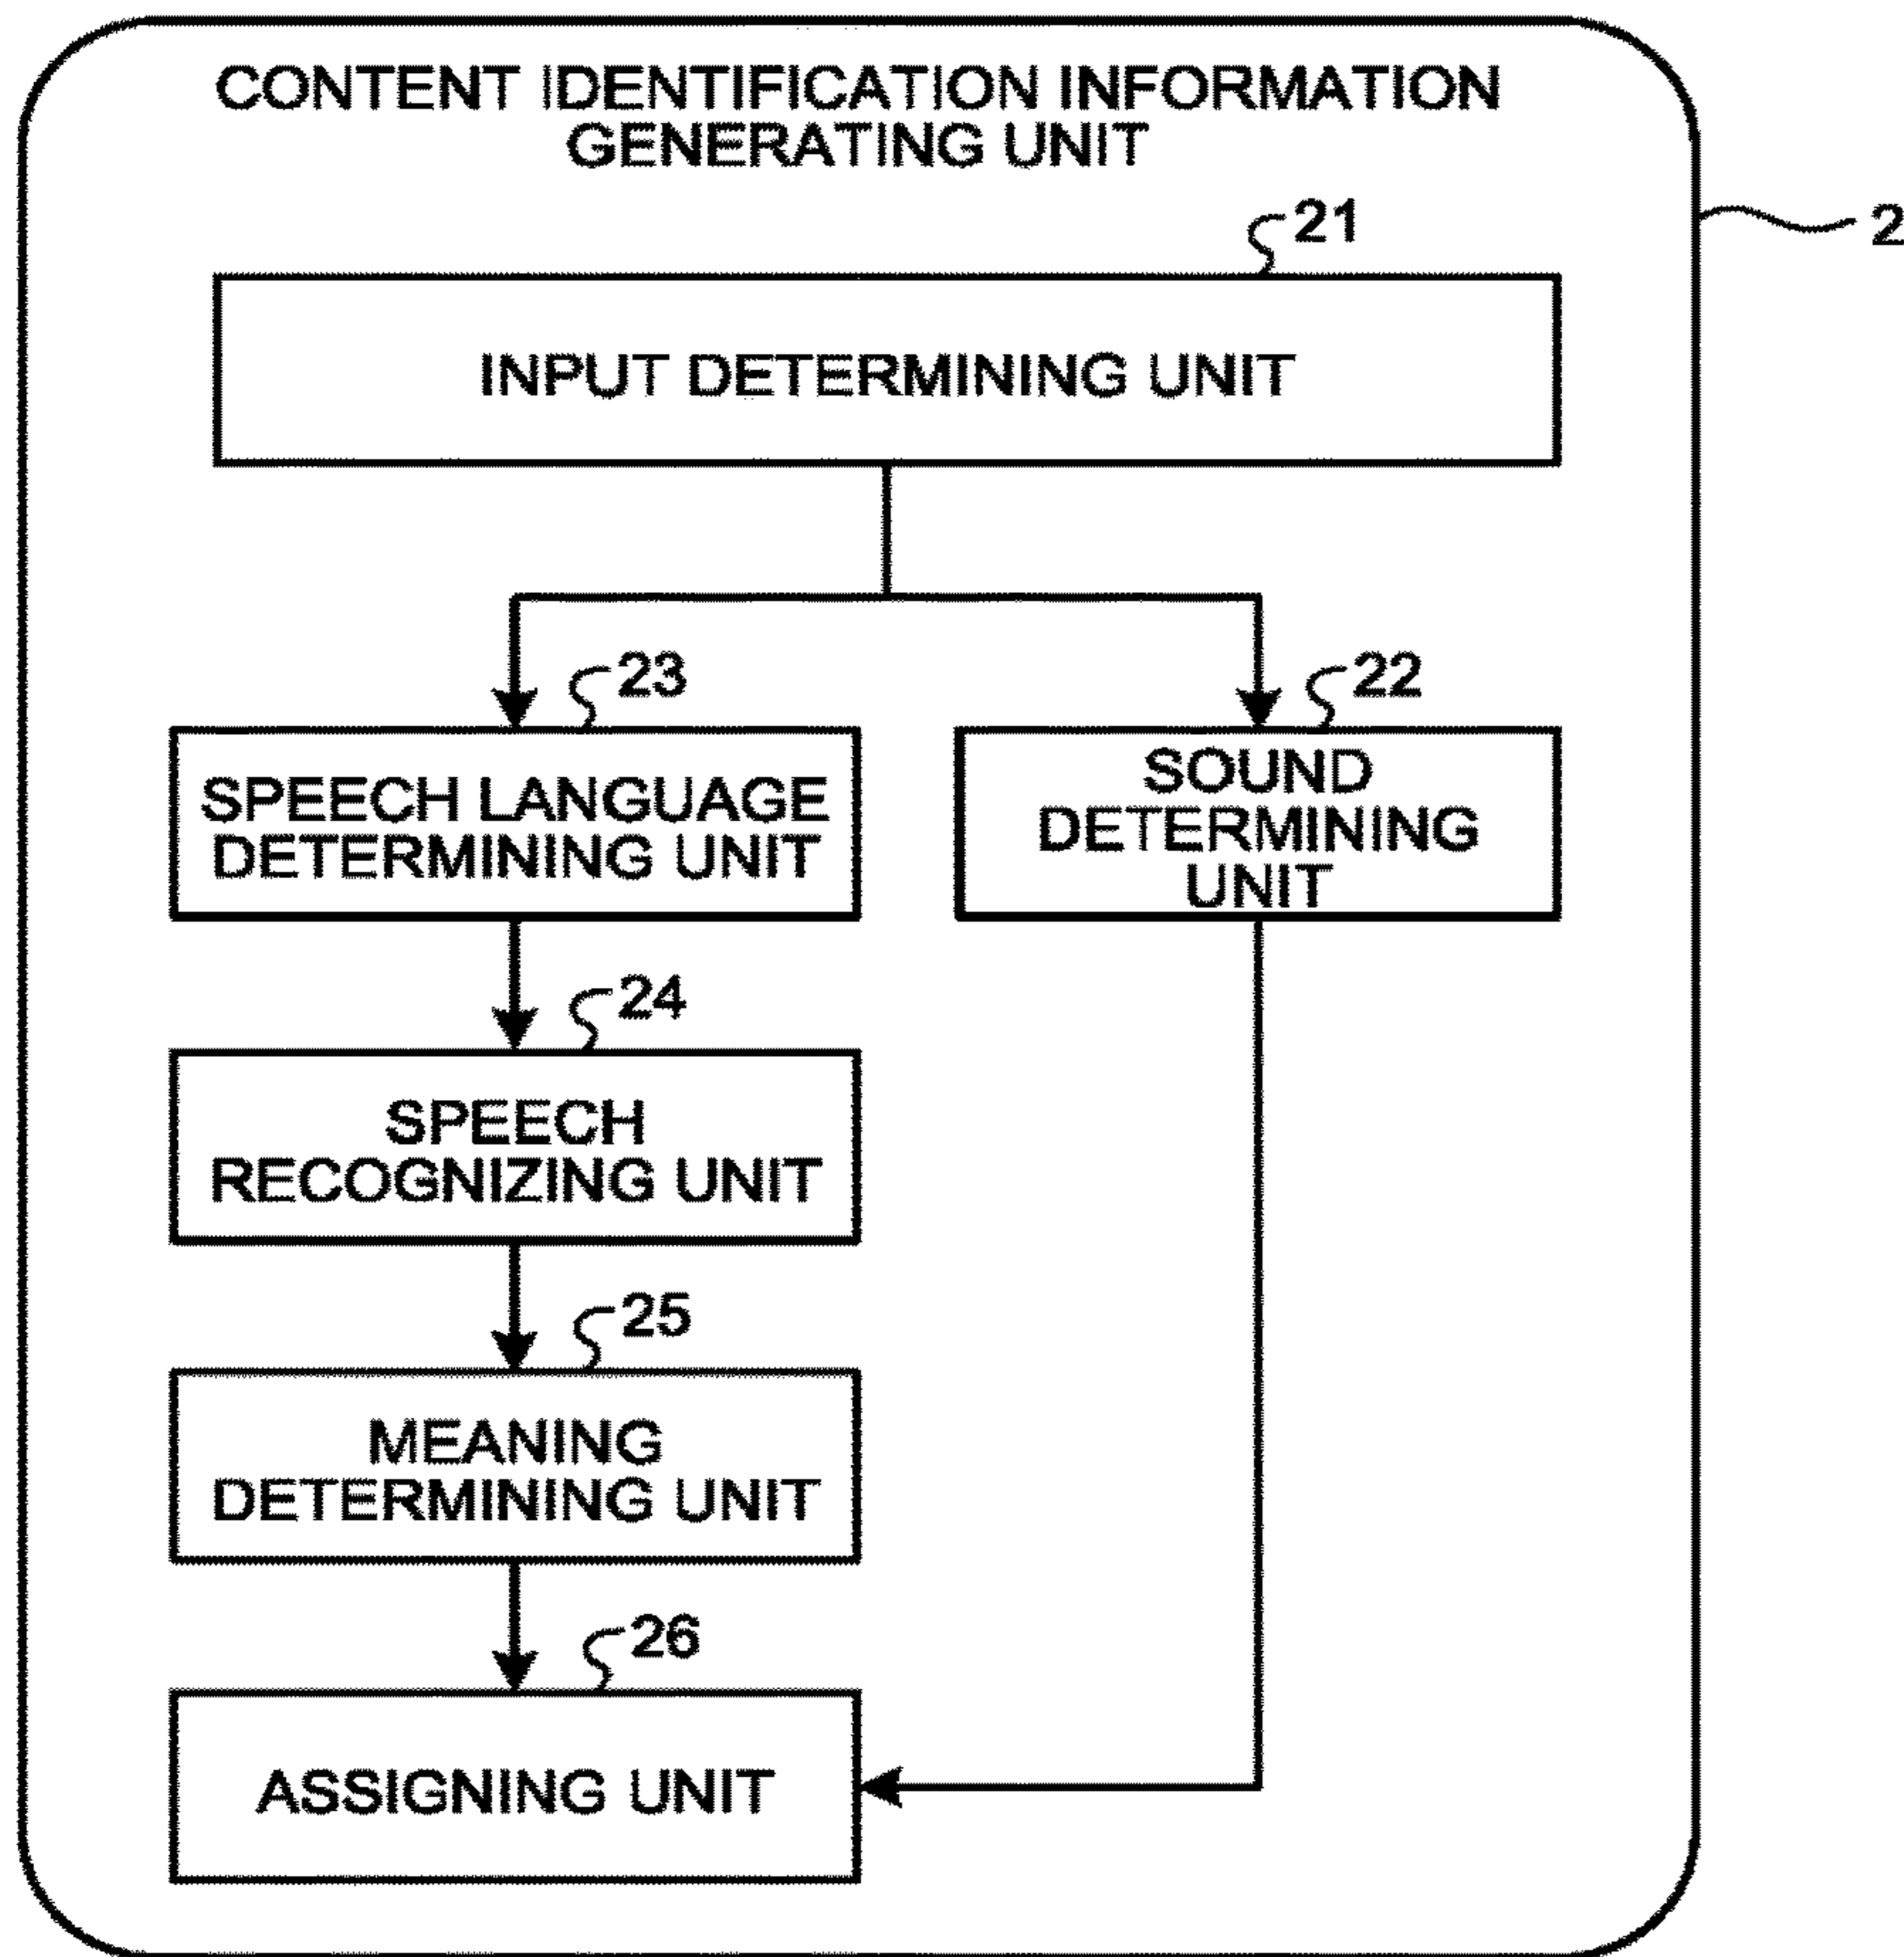 CONTENT IDENTIFICATION INFORMATION
GENERATING UNIT
2
21
INPUT DETERMINING UNIT
23
SPEECH LANGUAGE
DETERMINING UNIT
22
SOUND
DETERMINING
UNIT
24
SPEECH
RECOGNIZING UNIT
25
MEANING
DETERMINING UNIT
26
ASSIGNING UNIT